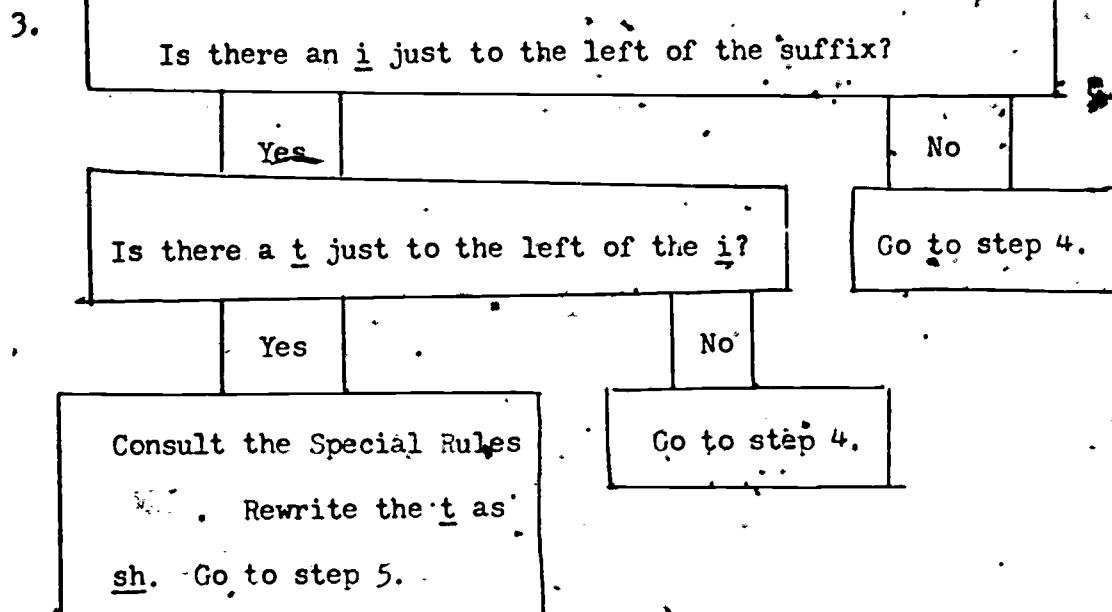 3.
Is there an i just to the left of the suffix?
Yes
No
Is there a t just to the left of the i?
Go to step 4.
Yes
No
Consult the Special Rules
Go to step 4.
. Rewrite the t as
sh. Go to step 5.